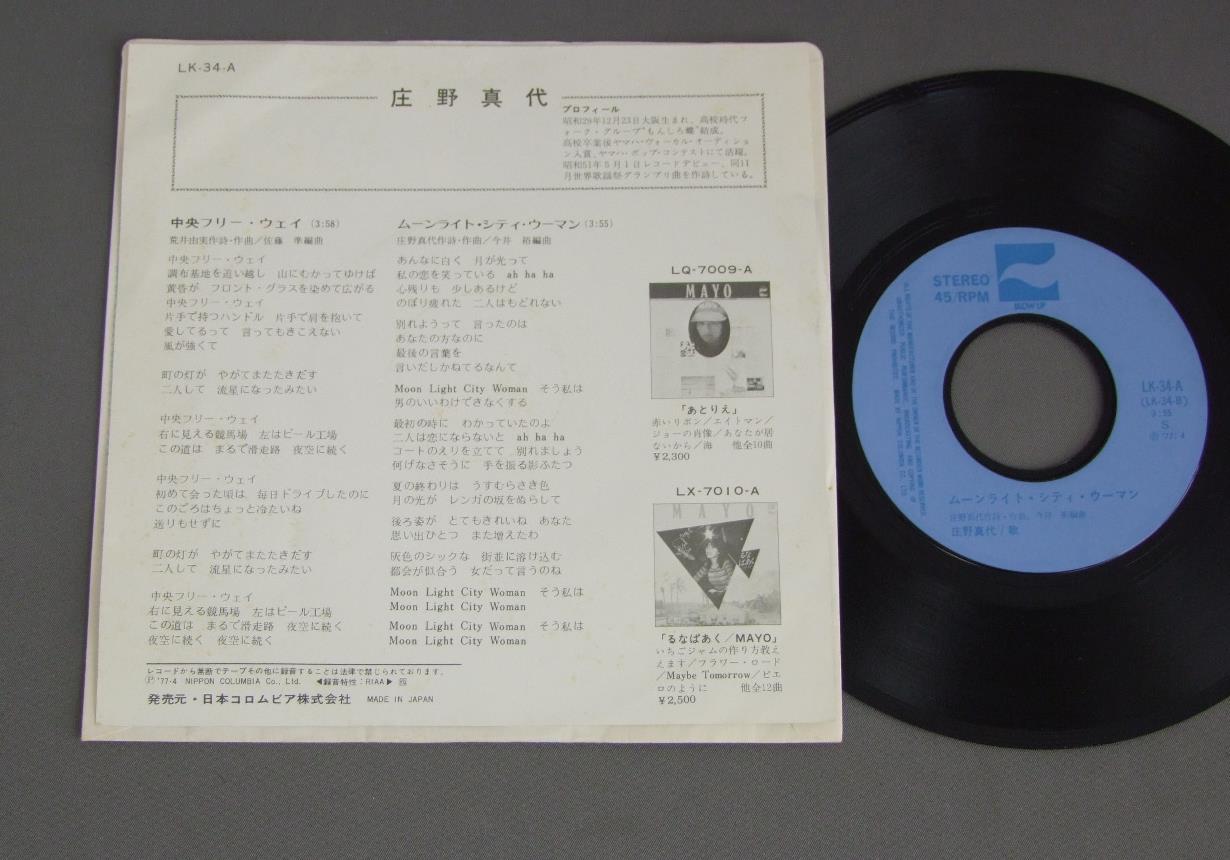 LK-34-A
庄野真代
プロフィール
昭和29年12月23日大阪生まれ、高校時代フ
ォーク・グループ"もんしろ蝶"結成。
高校卒業後ヤマハ・ヴォーカル・オーディショ
ン入賞、ヤマハ・ポップ・コンテストにて活躍。
昭和51年5月1日レコードデビュー、同11
月世界歌謡祭グランプリ曲を作詩している。
中央フリー・ウェイ (3:58)
荒井由実作詩・作曲/佐藤 準編曲
中央フリー・ウェイ
調布基地を追い越し 山にむかってゆけば
黄昏が フロント・グラスを染めて広がる
中央フリー・ウェイ
片手で持つハンドル 片手で肩を抱いて
愛してるって 言ってもきこえない
風が強くて
町の灯が やがてまたたきだす
二人して 流星になったみたい
中央フリー・ウェイ
右に見える競馬場 左はビール工場
この道は まるで滑走路 夜空に続く
中央フリー・ウェイ
初めて会った頃は 毎日ドライブしたのに
このごろはちょっと冷たいね
送りもせずに
町の灯が やがてまたたきだす
二人して 流星になったみたい
中央フリー・ウェイ
右に見える競馬場 左はビール工場
この道は まるで滑走路 夜空に続く
夜空に続く 夜空に続く
ムーンライト・シティ・ウーマン (3:55)
庄野真代作詩・作曲/今井 裕編曲
あんなに白く 月が光って
私の恋を笑っている ah ha ha
心残りも 少しあるけど
のぼり疲れた 二人はもどれない
別れようって 言ったのは
あなたの方なのに
最後の言葉を
言いだしかねてるなんて
Moon Light City Woman そう私は
男のいいわけできなくする
最初の時に わかっていたのよ
二人は恋にならないと ah ha ha
コートのえリを立てて 別れましょう
何げなさそうに 手を振る影ふたつ
夏の終わりは うすむらさき色
月の光が レンガの坂をぬらして
後ろ姿が とてもきれいね あなた
思い出ひとつ また増えたわ
灰色のシックな 街並に溶け込む
都会が似合う 女だって言うのね
Moon Light City Woman そう私は
Moon Light City Woman
Moon Light City Woman そう私は
Moon Light City Woman
LQ-7009-A
MAYO
「あとりえ」
赤いリボン/エイトマン/
ジョーの肖像/あなたが居
ないから/海 他全10曲
¥2,300
LX-7010-A
MAYO
「るなぱあく/MAYO」
いちごジャムの作り方教え
えます/フラワー・ロード
/Maybe Tomorrow/ピエ
ロのように 他全12曲
¥2,500
レコードから無断でテープその他に録音することは法律で禁じられております。
Ⓟ'77·4 NIPPON COLUMBIA Co., Ltd. ◀録音特性:RIAA▶
発売元・日本コロムビア株式会社 MADE IN JAPAN
STEREO
45/RPM
BLOW UP
LK-34-A
(LK-34-B)
3:55
S
Ⓟ '77·4
ムーンライト・シティ・ウーマン
庄野真代作詩・作曲
庄野真代/歌